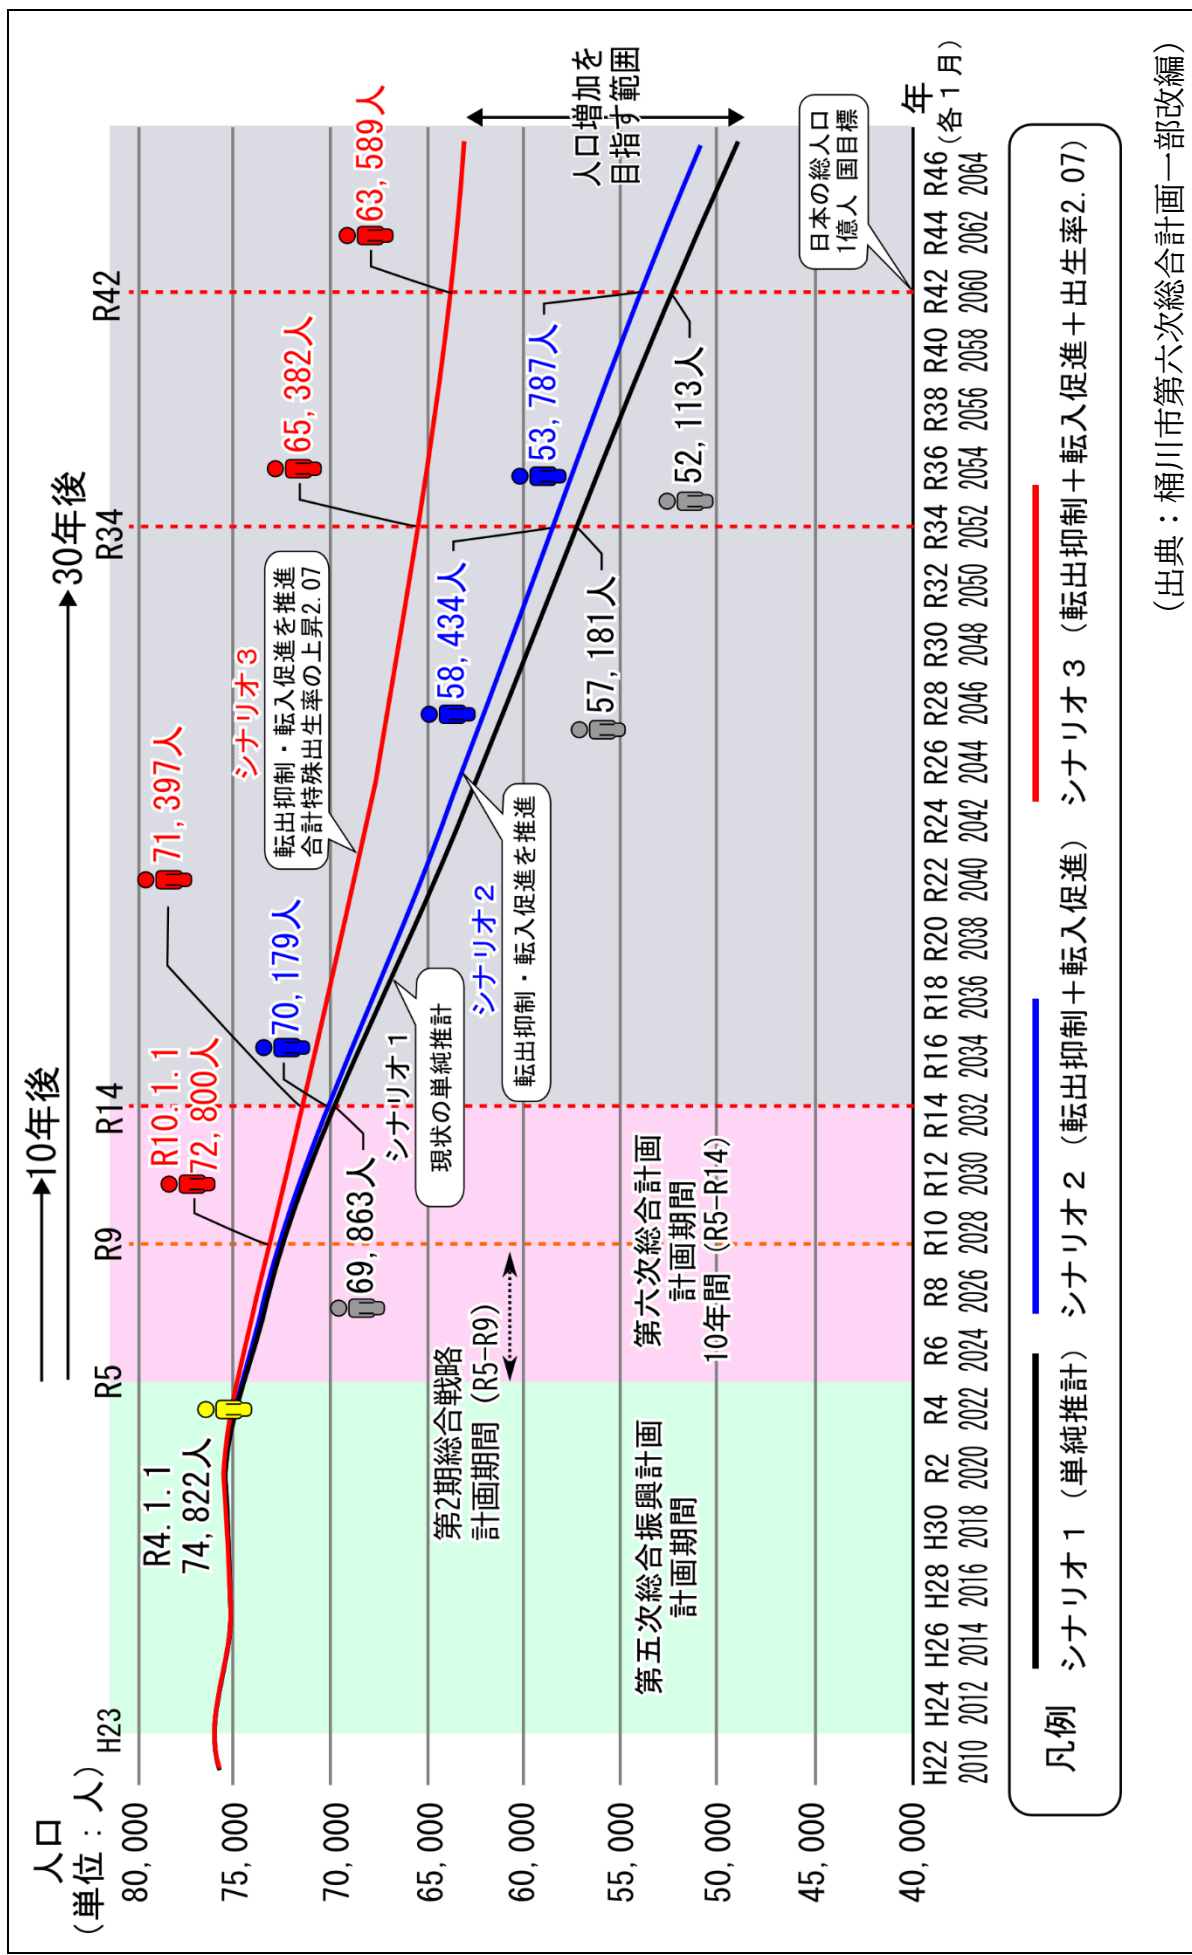 人口
(単位：人)
→10年後
→30年後
H23
R5
R9
R14
R34
R42
80,000
75,000
70,000
65,000
60,000
55,000
50,000
45,000
40,000
R4.1.1
74,822人
R10.1.1
72,800人
71,397人
70,179人
69,863人
シナリオ3
転出抑制・転入促進を推進
合計特殊出生率の上昇2.07
65,382人
63,589人
58,434人
53,787人
57,181人
52,113人
シナリオ1
現状の単純推計
シナリオ2
転出抑制・転入促進を推進
人口増加を
目指す範囲
第2期総合戦略
計画期間（R5-R9）
第五次総合振興計画
計画期間
第六次総合計画
計画期間
10年間（R5-R14）
日本の総人口
1億人 国目標
年
（各1月）
H22 H24 H26 H28 H30 R2 R4 R6 R8 R10 R12 R14 R16 R18 R20 R22 R24 R26 R28 R30 R32 R34 R36 R38 R40 R42 R44 R46
2010 2012 2014 2016 2018 2020 2022 2024 2026 2028 2030 2032 2034 2036 2038 2040 2042 2044 2046 2048 2050 2052 2054 2056 2058 2060 2062 2064
凡例 シナリオ1（単純推計） シナリオ2（転出抑制＋転入促進） シナリオ3（転出抑制＋転入促進＋出生率2.07）
（出典：桶川市第六次総合計画一部改編）